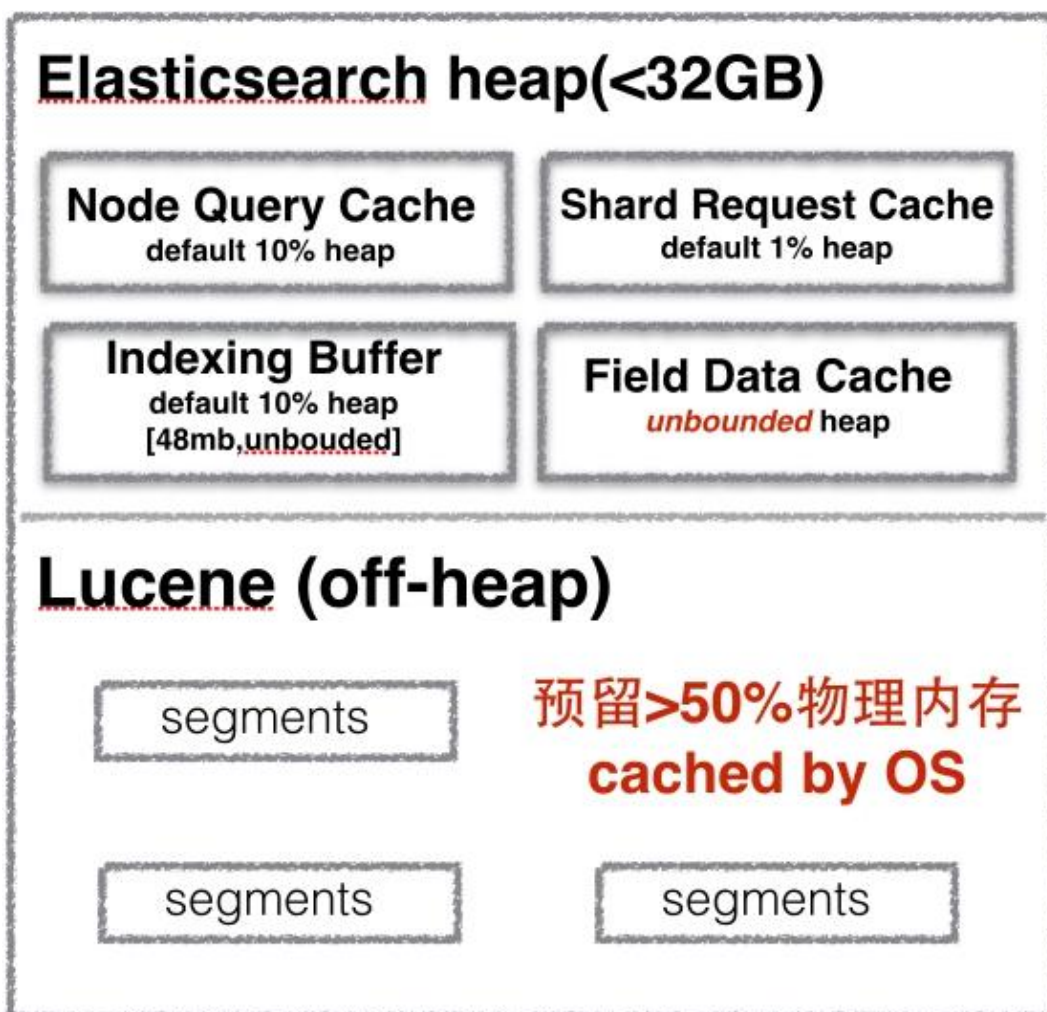 Elasticsearch heap(<32GB)
Node Query Cache
default 10% heap
Shard Request Cache
default 1% heap
Indexing Buffer
default 10% heap
[48mb,unbouded]
Field Data Cache
unbounded heap
Lucene (off-heap)
segments
预留>50%物理内存
cached by OS
segments
segments